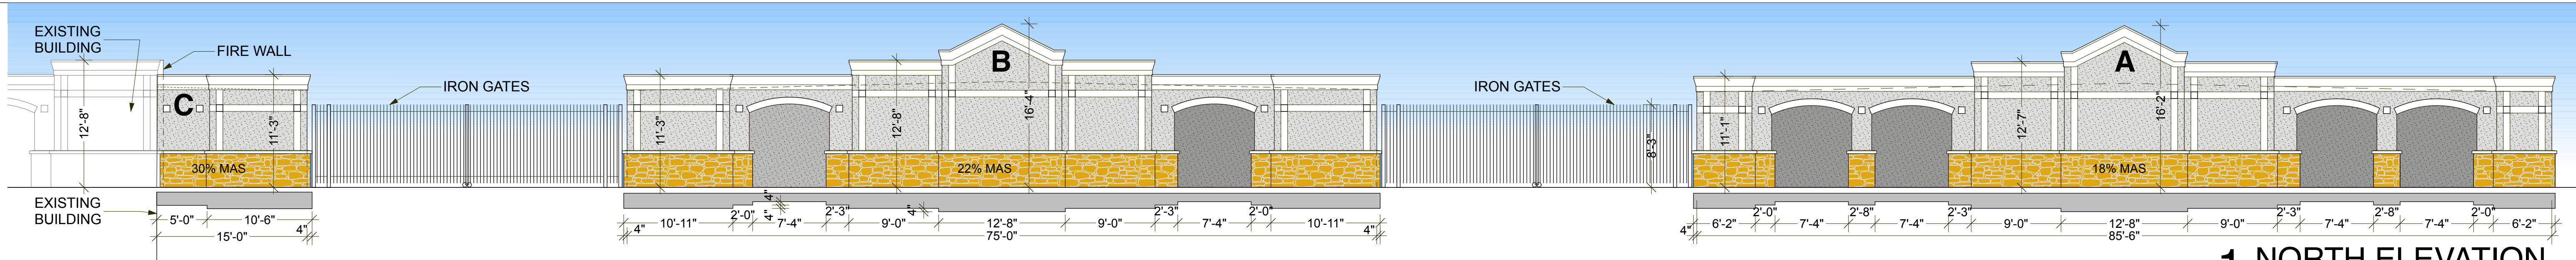 EXISTING
BUILDING
FIRE WALL
12'-8"
C
11'-3"
30% MAS
IRON GATES
11'-3"
12'-8"
B
16'-4"
22% MAS
IRON GATES
8'-3"
11'-1"
12'-7"
A
16'-2"
18% MAS
EXISTING
BUILDING
5'-0" 10'-6"
4"
15'-0"
4" 10'-11" 2'-0" 4" 4" 7'-4" 2'-3" 9'-0" 4" 12'-8" 9'-0" 2'-3" 7'-4" 2'-0" 10'-11" 4"
75'-0"
4" 6'-2" 2'-0" 7'-4" 2'-8" 7'-4" 2'-3" 9'-0" 12'-8" 9'-0" 2'-3" 7'-4" 2'-8" 7'-4" 2'-0" 6'-2"
85'-6"
1 NORTH ELEVATION